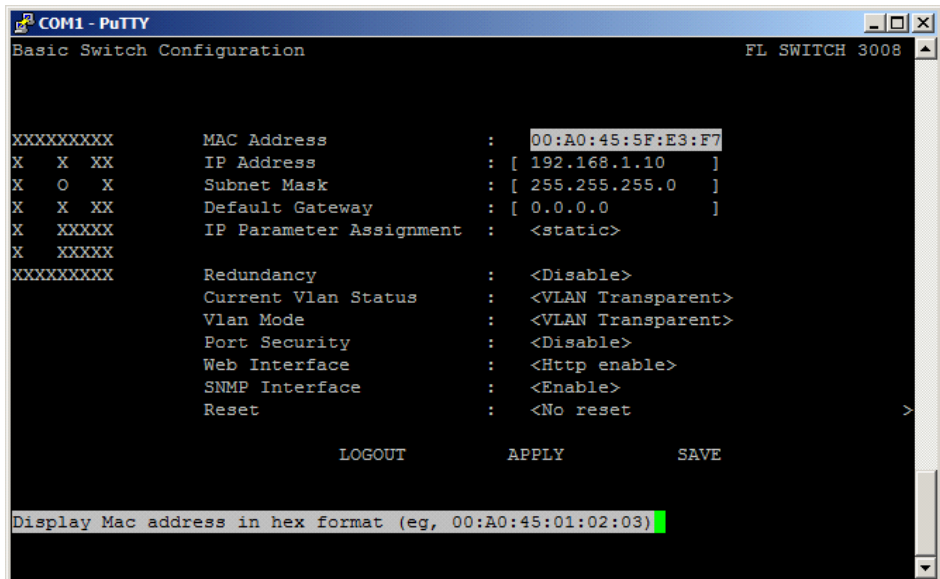 COM1 - PuTTY
Basic Switch Configuration FL SWITCH 3008
XXXXXXXXX MAC Address : 00:A0:45:5F:E3:F7
X X XX IP Address : [ 192.168.1.10 ]
X O X Subnet Mask : [ 255.255.255.0 ]
X X XX Default Gateway : [ 0.0.0.0 ]
X XXXXX IP Parameter Assignment : <static>
X XXXXX
XXXXXXXXX Redundancy : <Disable>
Current Vlan Status : <VLAN Transparent>
Vlan Mode : <VLAN Transparent>
Port Security : <Disable>
Web Interface : <Http enable>
SNMP Interface : <Enable>
Reset : <No reset >
LOGOUT APPLY SAVE
Display Mac address in hex format (eg, 00:A0:45:01:02:03)